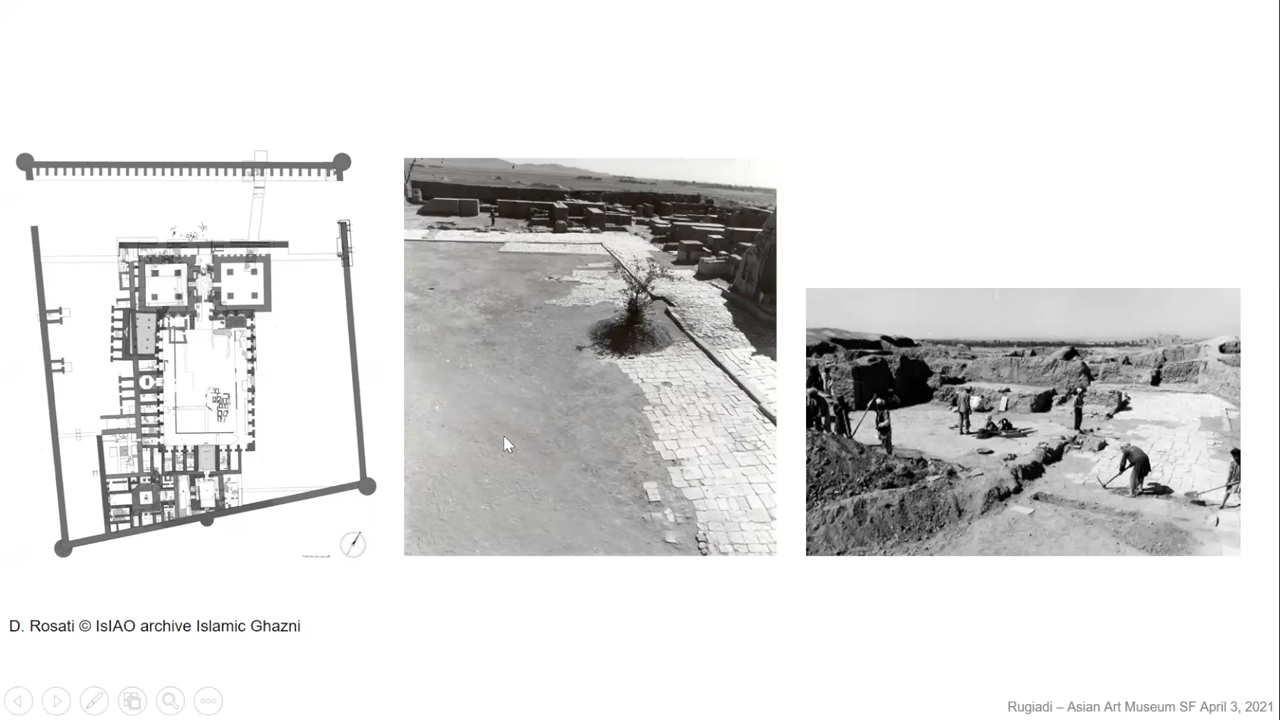 D. Rosati © IsIAO archive Islamic Ghazni
Rugiadi – Asian Art Museum SF April 3, 2021